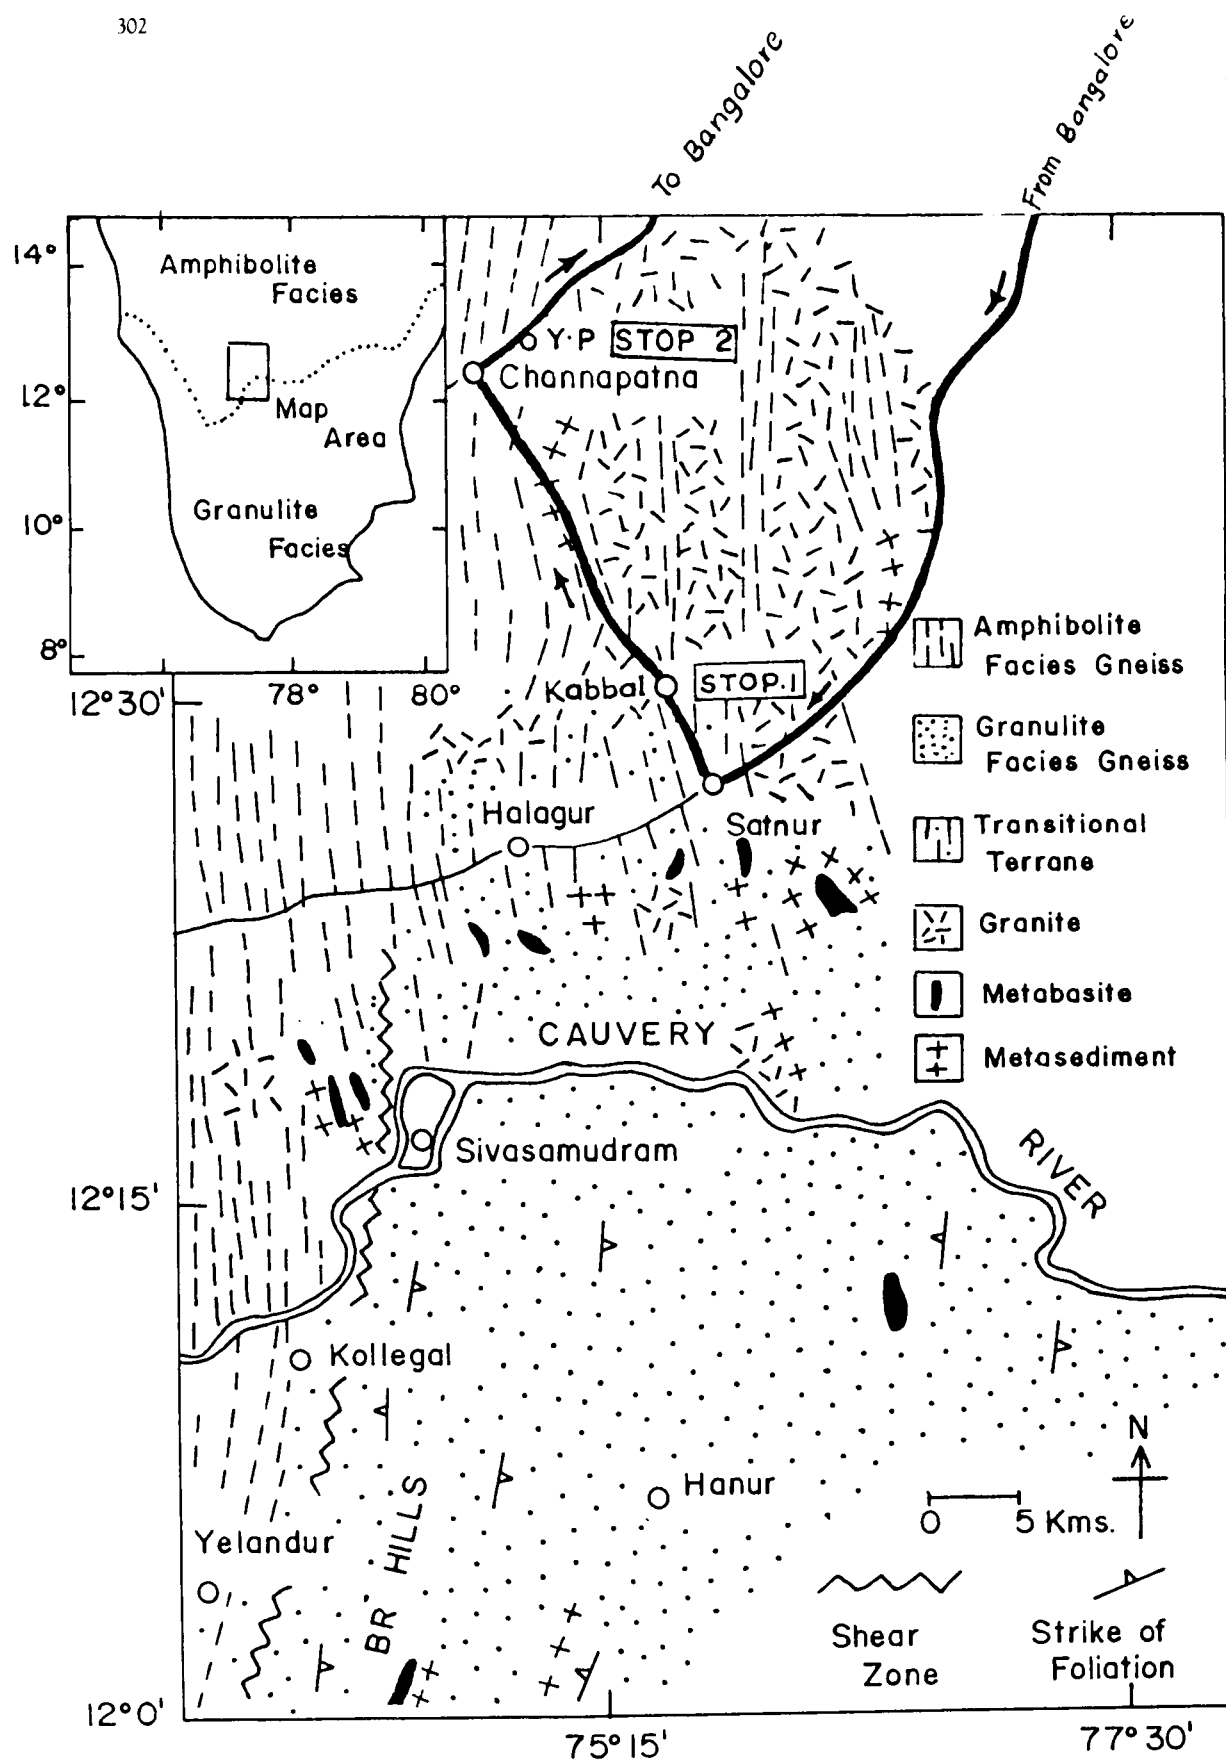 302
To Bangalore
From Bangalore
14°
12°
10°
8°
78°
80°
Amphibolite
Facies
Map
Area
Granulite
Facies
Y.P STOP 2
Channapatna
Kabbal STOP.1
Halagur
Satnur
CAUVERY
RIVER
Sivasamudram
Kollegal
Hanur
Yelandur
BR HILLS
12°30'
12°15'
12°0'
75°15'
77°30'
Amphibolite
Facies Gneiss
Granulite
Facies Gneiss
Transitional
Terrane
Granite
Metabasite
Metasediment
N
0 5 Kms.
Shear
Zone
Strike of
Foliation